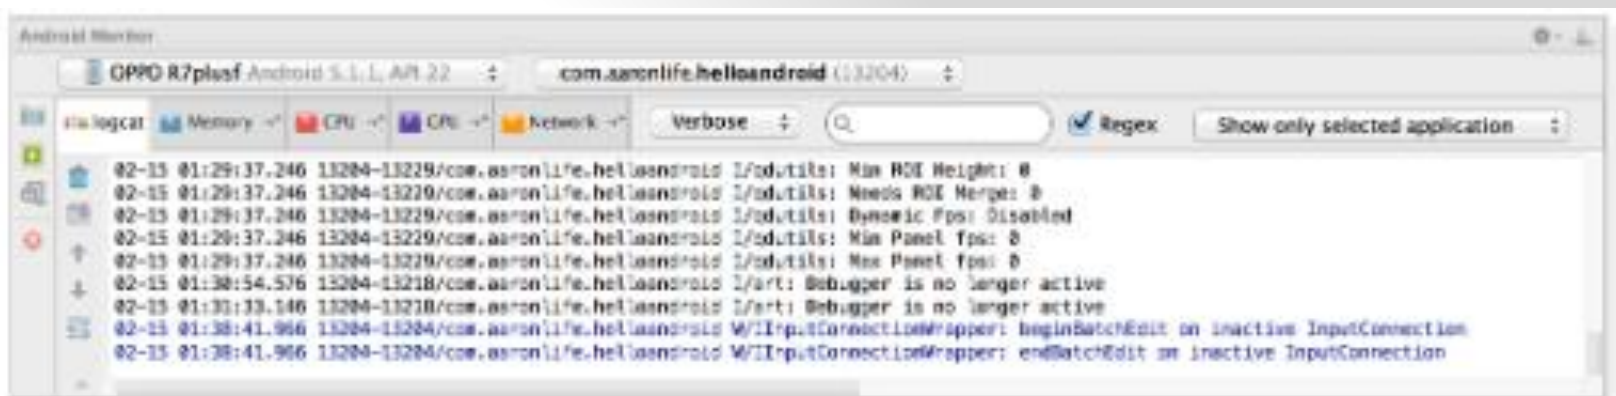 Android Monitor
OPPO R7plusf Android 5.1.1, API 22
com.aaronlife.helloandroid (13204)
logcat Memory CPU GPU Network Verbose Regex Show only selected application
02-15 01:29:37.246 13204-13229/com.aaronlife.helloandroid I/qdutils: Min ROI Height: 0
02-15 01:29:37.246 13204-13229/com.aaronlife.helloandroid I/qdutils: Needs ROI Merge: 0
02-15 01:29:37.246 13204-13229/com.aaronlife.helloandroid I/qdutils: Dynamic Fps: Disabled
02-15 01:29:37.246 13204-13229/com.aaronlife.helloandroid I/qdutils: Min Panel fps: 0
02-15 01:29:37.246 13204-13229/com.aaronlife.helloandroid I/qdutils: Max Panel fps: 0
02-15 01:30:54.576 13204-13218/com.aaronlife.helloandroid I/art: Debugger is no longer active
02-15 01:31:33.146 13204-13218/com.aaronlife.helloandroid I/art: Debugger is no longer active
02-15 01:38:41.966 13204-13204/com.aaronlife.helloandroid W/IInputConnectionWrapper: beginBatchEdit on inactive InputConnection
02-15 01:38:41.966 13204-13204/com.aaronlife.helloandroid W/IInputConnectionWrapper: endBatchEdit on inactive InputConnection